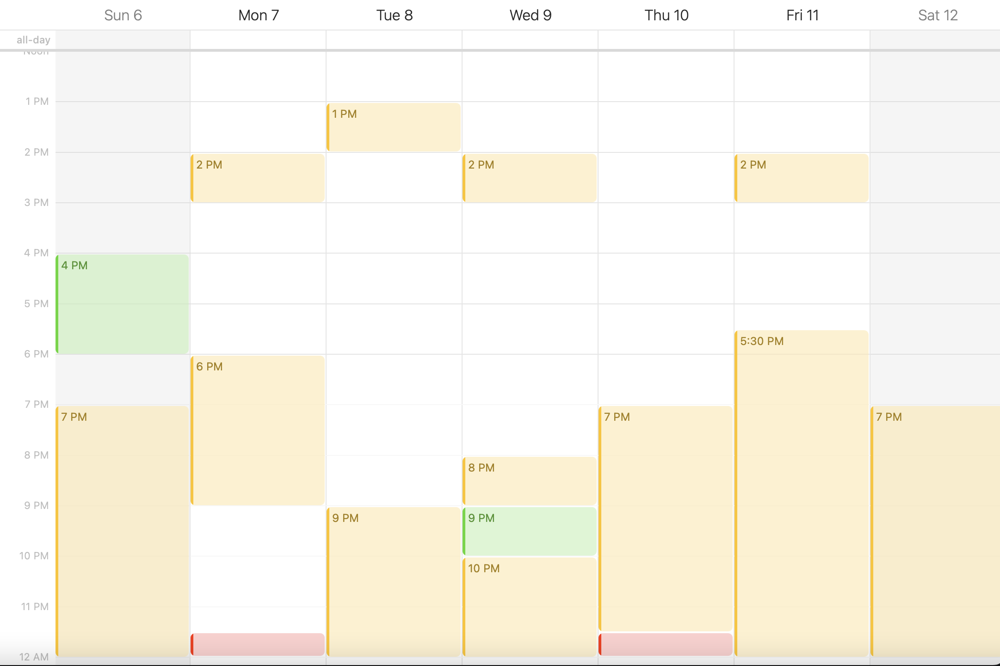 Sun 6
Mon 7
Tue 8
Wed 9
Thu 10
Fri 11
Sat 12
all-day
Noon
1 PM
1 PM
2 PM
2 PM
2 PM
2 PM
3 PM
4 PM
4 PM
5 PM
5:30 PM
6 PM
6 PM
7 PM
7 PM
7 PM
7 PM
8 PM
8 PM
9 PM
9 PM
9 PM
10 PM
10 PM
11 PM
12 AM